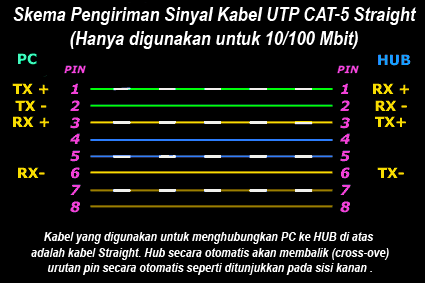 Skema Pengiriman Sinyal Kabel UTP CAT-5 Straight
(Hanya digunakan untuk 10/100 Mbit)
PC HUB
PIN PIN
TX + 1 1 RX +
TX - 2 2 RX -
RX + 3 3 TX+
4 4
5 5
RX- 6 6 TX-
7 7
8 8
Kabel yang digunakan untuk menghubungkan PC ke HUB di atas
adalah kabel Straight. Hub secara otomatis akan membalik (cross-ove)
urutan pin secara otomatis seperti ditunjukkan pada sisi kanan .